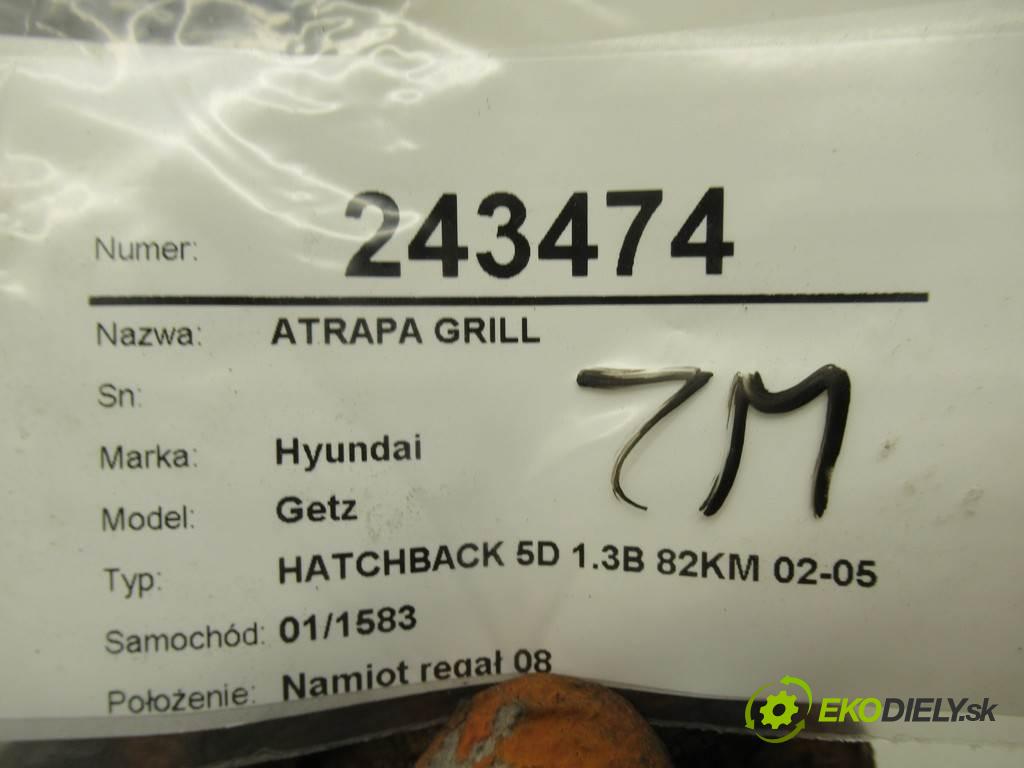 Numer: 243474
Nazwa: ATRAPA GRILL
Sn:
ZM
Marka: Hyundai
Model: Getz
Typ: HATCHBACK 5D 1.3B 82KM 02-05
Samochód: 01/1583
Położenie: Namiot regał 08
EKODIELY.sk